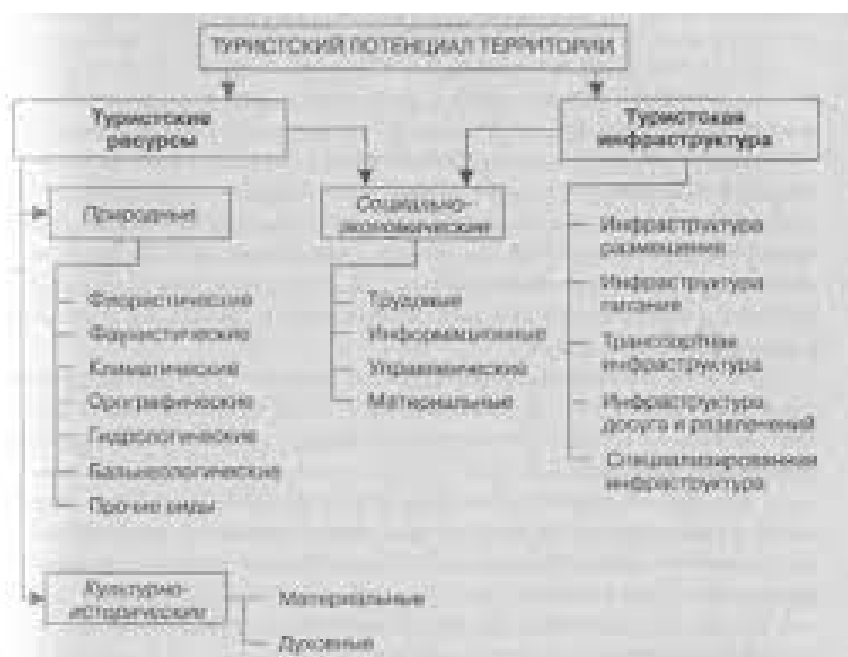 ТУРИСТСКИЙ ПОТЕНЦИАЛ ТЕРРИТОРИИ
Туристские
ресурсы
Туристская
инфраструктура
Природные
Социально-
экономические
Флористические
Фаунистические
Климатические
Орографические
Гидрологические
Бальнеологические
Прочие виды
Трудовые
Информационные
Управленческие
Материальные
Инфраструктура
размещения
Инфраструктура
питания
Транспортная
инфраструктура
Инфраструктура
досуга и развлечений
Специализированная
инфраструктура
Культурно-
исторические
Материальные
Духовные